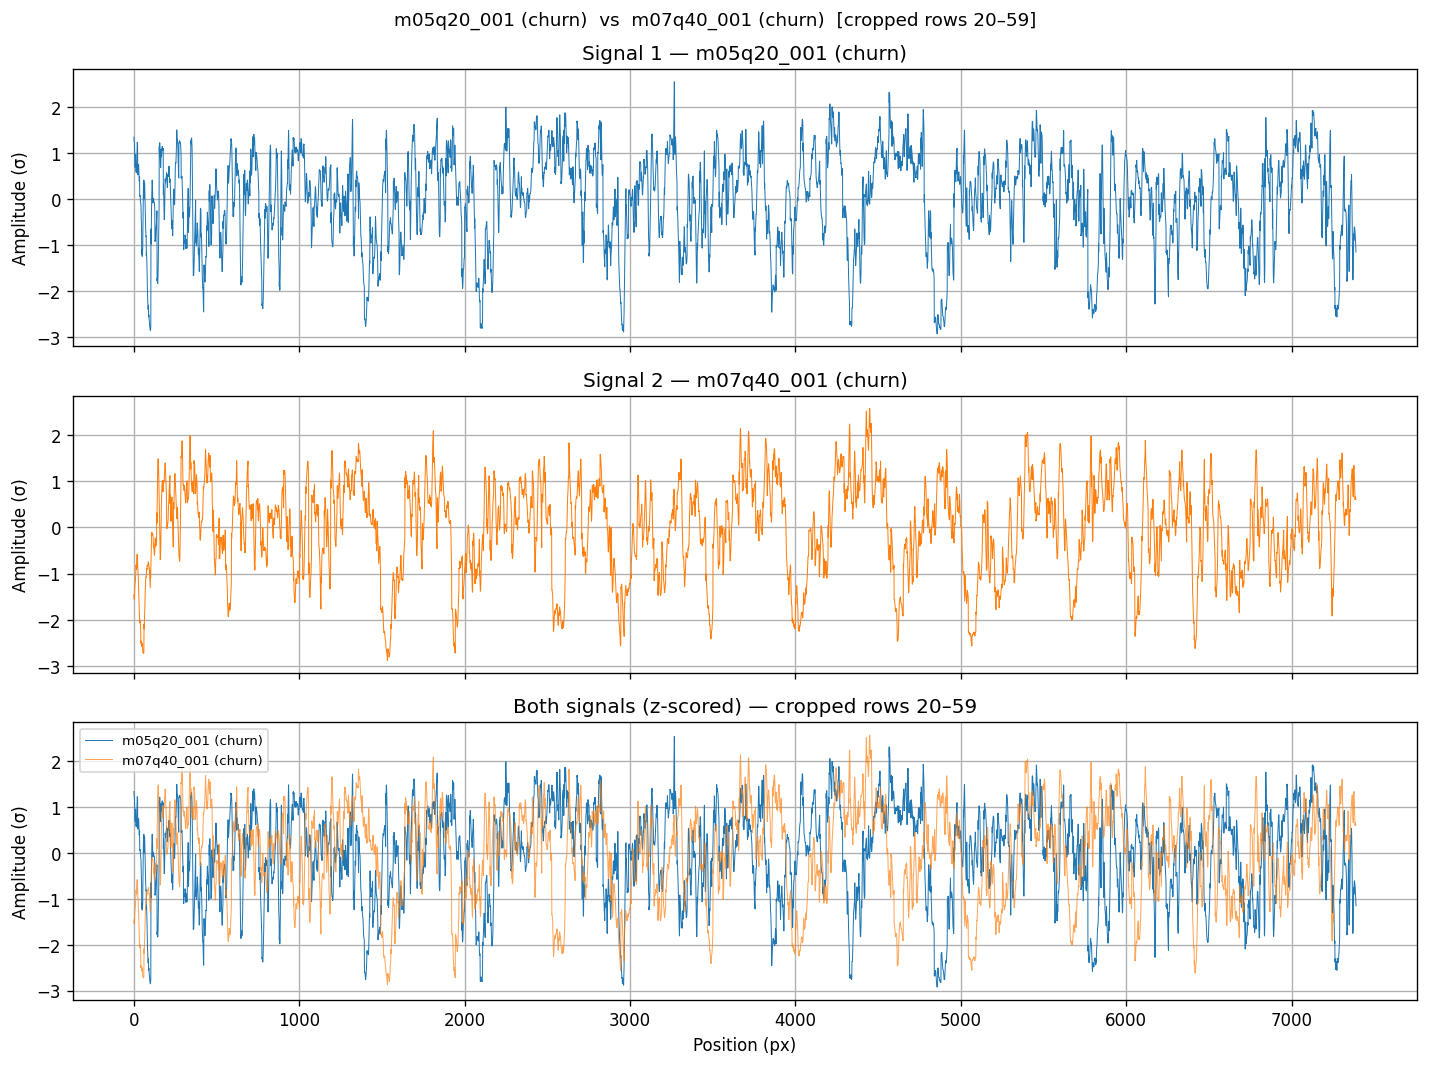 m05q20_001 (churn)  vs  m07q40_001 (churn)  [cropped rows 20–59]
Signal 1 — m05q20_001 (churn)
Amplitude (σ)
2
1
0
−1
−2
−3
Signal 2 — m07q40_001 (churn)
Amplitude (σ)
2
1
0
−1
−2
−3
Both signals (z-scored) — cropped rows 20–59
m05q20_001 (churn)
m07q40_001 (churn)
Amplitude (σ)
2
1
0
−1
−2
−3
0 1000 2000 3000 4000 5000 6000 7000
Position (px)